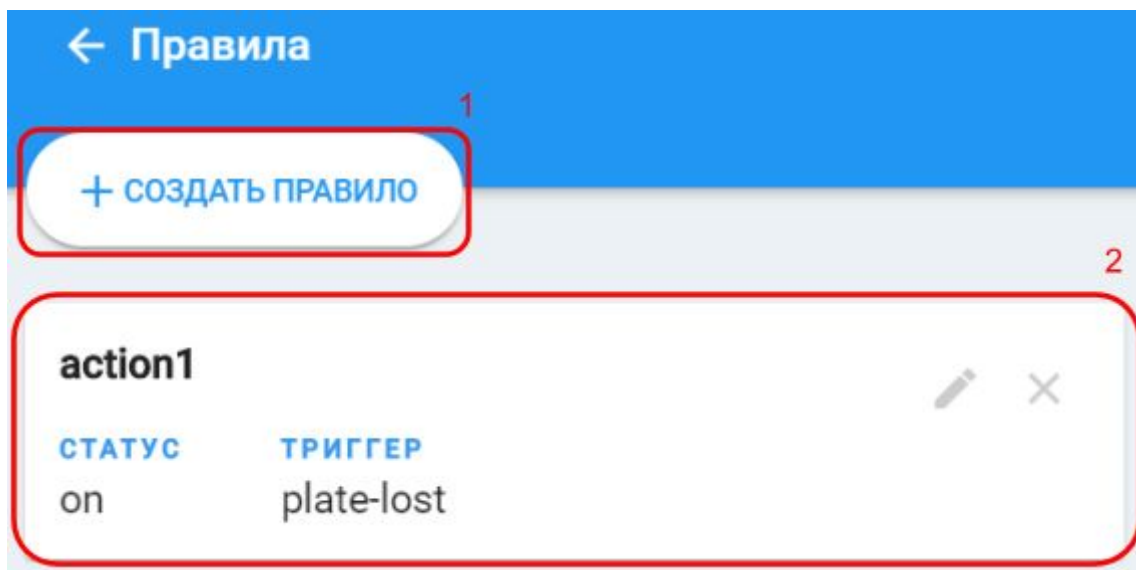 ← Правила
1
+ СОЗДАТЬ ПРАВИЛО
2
action1
СТАТУС ТРИГГЕР
on plate-lost